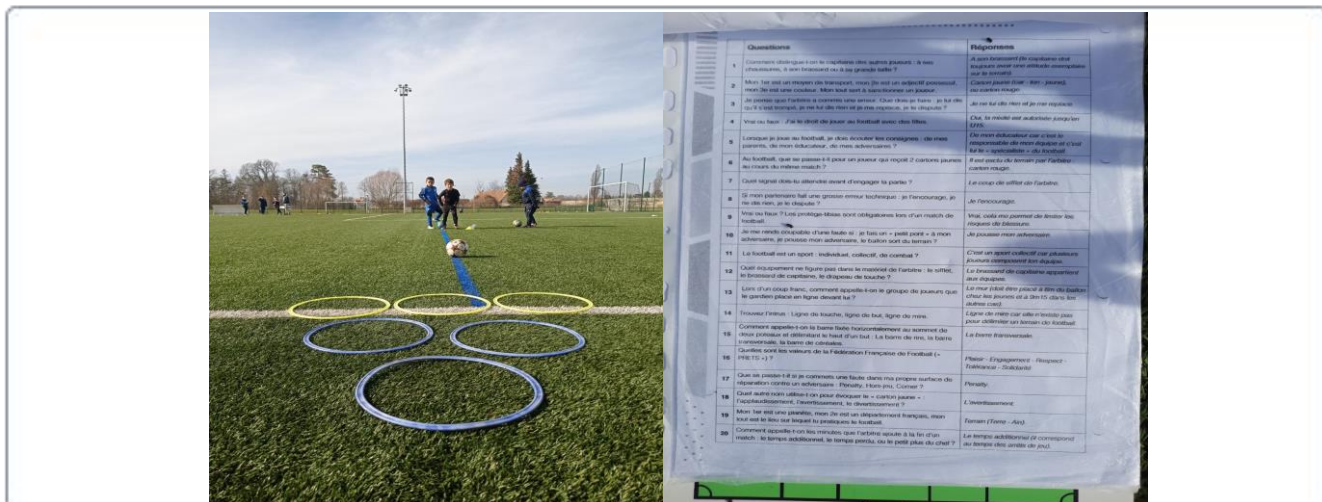 Questions
Réponses
1
Comment distingue-t-on le capitaine des autres joueurs : à ses
chaussures, à son brassard ou à sa grande taille ?
A son brassard (le capitaine doit
toujours avoir une attitude exemplaire
sur le terrain).
2
Mon 1er est un moyen de transport, mon 2e est un adjectif possessif,
mon 3e est une couleur. Mon tout sert à sanctionner un joueur.
Carton jaune (car - ton - jaune),
ou carton rouge.
3
Je pense que l'arbitre a commis une erreur. Que dois-je faire : je lui dis
qu'il s'est trompé, je ne lui dis rien et je me replace, je le dispute ?
Je ne lui dis rien et je me replace.
4
Vrai ou faux : J'ai le droit de jouer au football avec des filles.
Oui, la mixité est autorisée jusqu'en
U15.
5
Lorsque je joue au football, je dois écouter les consignes : de mes
parents, de mon éducateur, de mes adversaires ?
De mon éducateur car c'est le
responsable de mon équipe et c'est
lui le « spécialiste » du football.
6
Au football, que se passe-t-il pour un joueur qui reçoit 2 cartons jaunes
au cours du même match ?
Il est exclu du terrain par l'arbitre :
carton rouge.
7
Quel signal dois-tu attendre avant d'engager la partie ?
Le coup de sifflet de l'arbitre.
8
Si mon partenaire fait une grosse erreur technique : je l'encourage, je
ne dis rien, je le dispute ?
Je l'encourage.
9
Vrai ou faux ? Les protège-tibias sont obligatoires lors d'un match de
football.
Vrai, cela me permet de limiter les
risques de blessure.
10
Je me rends coupable d'une faute si : je fais un « petit pont » à mon
adversaire, je pousse mon adversaire, le ballon sort du terrain ?
Je pousse mon adversaire.
11
Le football est un sport : individuel, collectif, de combat ?
C'est un sport collectif car plusieurs
joueurs composent ton équipe.
12
Quel équipement ne figure pas dans le matériel de l'arbitre : le sifflet,
le brassard de capitaine, le drapeau de touche ?
Le brassard de capitaine appartient
aux équipes.
13
Lors d'un coup franc, comment appelle-t-on le groupe de joueurs que
le gardien place en ligne devant lui ?
Le mur (doit être placé à 6m du ballon
chez les jeunes et à 9m15 dans les
autres cas).
14
Trouver l'intrus : Ligne de touche, ligne de but, ligne de mire.
Ligne de mire car elle n'existe pas
pour délimiter un terrain de football.
15
Comment appelle-t-on la barre fixée horizontalement au sommet de
deux poteaux et délimitant le haut d'un but : La barre de rire, la barre
transversale, la barre de céréales.
La barre transversale.
16
Quelles sont les valeurs de la Fédération Française de Football («
PRETS ») ?
Plaisir - Engagement - Respect -
Tolérance - Solidarité
17
Que se passe-t-il si je commets une faute dans ma propre surface de
réparation contre un adversaire : Penalty, Hors-jeu, Corner ?
Penalty.
18
Quel autre nom utilise-t-on pour évoquer le « carton jaune » :
l'applaudissement, l'avertissement, le divertissement ?
L'avertissement.
19
Mon 1er est une planète, mon 2e est un département français, mon
tout est le lieu sur lequel tu pratiques le football.
Terrain (Terre - Ain).
20
Comment appelle-t-on les minutes que l'arbitre ajoute à la fin d'un
match : le temps additionnel, le temps perdu, ou le petit plus du chef ?
Le temps additionnel (il correspond
au temps des arrêts de jeu).